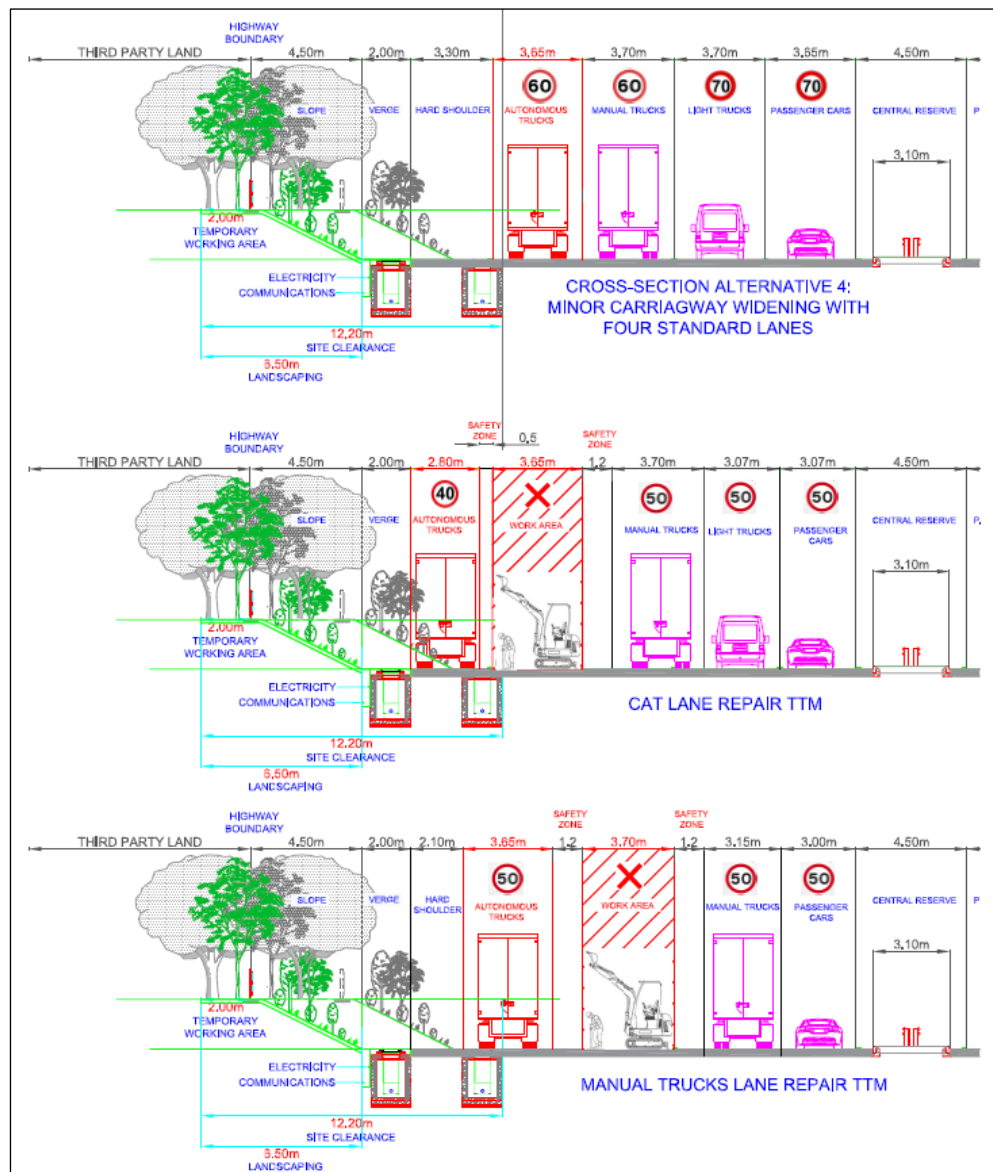 HIGHWAY
BOUNDARY
THIRD PARTY LAND 4.50m 2.00m 3.30m 3,65m 3,70m 3,70m 3,65m 4,50m
60 60 70 70
SLOPE VERGE HARD SHOULDER AUTONOMOUS MANUAL TRUCKS LIGHT TRUCKS PASSENGER CARS CENTRAL RESERVE P
TRUCKS
3,10m
2.00m
TEMPORARY
WORKING AREA
ELECTRICITY
COMMUNICATIONS
CROSS-SECTION ALTERNATIVE 4:
MINOR CARRIAGWAY WIDENING WITH
FOUR STANDARD LANES
12,20m
SITE CLEARANCE
6.50m
LANDSCAPING
SAFETY SAFETY
ZONE 0,5 ZONE
HIGHWAY
BOUNDARY
THIRD PARTY LAND 4.50m 2.00m 2.80m 3.65m 1,2 3.70m 3.07m 3.07m 4.50m
40 50 50 50
SLOPE VERGE AUTONOMOUS WORK AREA MANUAL TRUCKS LIGHT TRUCKS PASSENGER CENTRAL RESERVE P.
TRUCKS CARS
3.10m
2.00m
TEMPORARY
WORKING AREA
ELECTRICITY
COMMUNICATIONS
CAT LANE REPAIR TTM
12.20m
SITE CLEARANCE
6,50m
LANDSCAPING
SAFETY SAFETY
ZONE ZONE
HIGHWAY
BOUNDARY
THIRD PARTY LAND 4.50m 2.00m 2.10m 3.65m 1,2 3.70m 1,2 3.15m 3.00m 4.50m
50 50 50
SLOPE VERGE HARD AUTONOMOUS WORK AREA MANUAL TRUCKS PASSENGER CENTRAL RESERVE P
SHOULDER TRUCKS CARS
3.10m
2.00m
TEMPORARY
WORKING AREA
ELECTRICITY
COMMUNICATIONS
MANUAL TRUCKS LANE REPAIR TTM
12.20m
SITE CLEARANCE
6.50m
LANDSCAPING